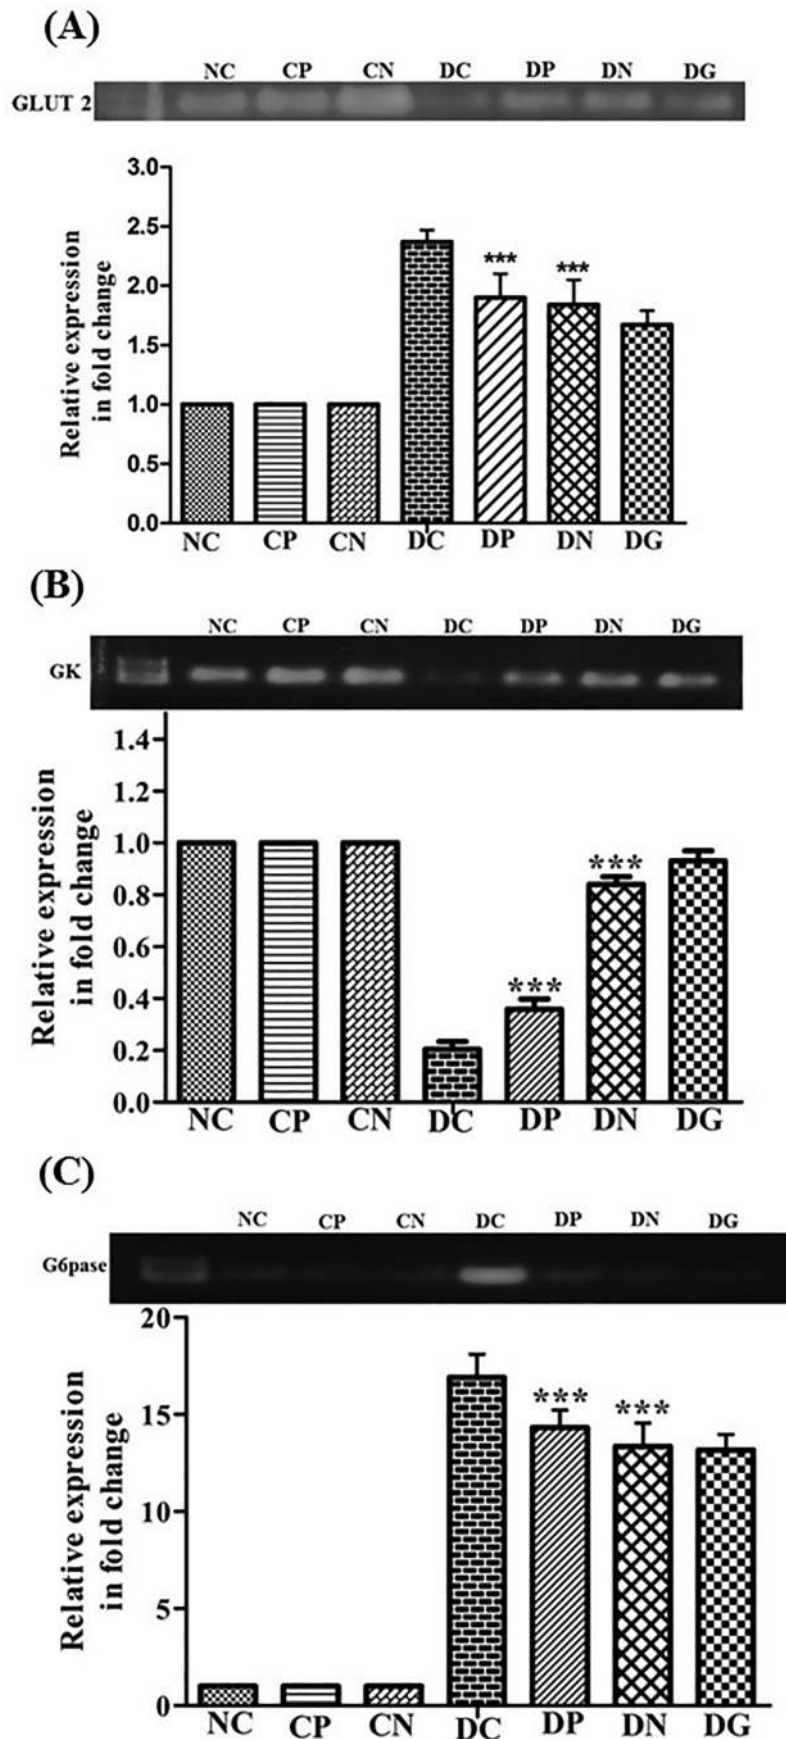 (A)
NC CP CN DC DP DN DG
GLUT 2
Relative expression
in fold change
3.0
2.5
2.0
1.5
1.0
0.5
0.0
*** ***
NC CP CN DC DP DN DG
(B)
NC CP CN DC DP DN DG
GK
Relative expression
in fold change
1.4
1.2
1.0
0.8
0.6
0.4
0.2
0.0
*** ***
NC CP CN DC DP DN DG
(C)
NC CP CN DC DP DN DG
G6pase
Relative expression
in fold change
20
15
10
5
0
*** ***
NC CP CN DC DP DN DG